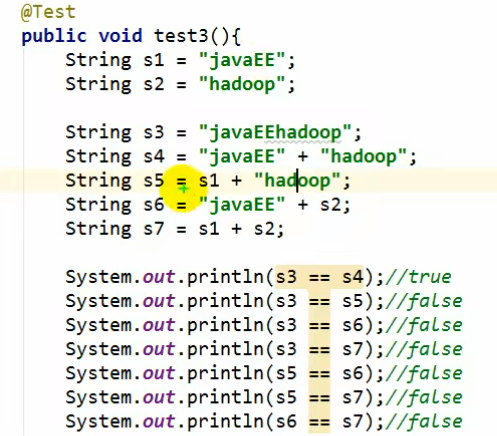 @Test
public void test3(){
    String s1 = "javaEE";
    String s2 = "hadoop";

    String s3 = "javaEEhadoop";
    String s4 = "javaEE" + "hadoop";
    String s5 = s1 + "hadoop";
    String s6 = "javaEE" + s2;
    String s7 = s1 + s2;

    System.out.println(s3 == s4);//true
    System.out.println(s3 == s5);//false
    System.out.println(s3 == s6);//false
    System.out.println(s3 == s7);//false
    System.out.println(s5 == s6);//false
    System.out.println(s5 == s7);//false
    System.out.println(s6 == s7);//false